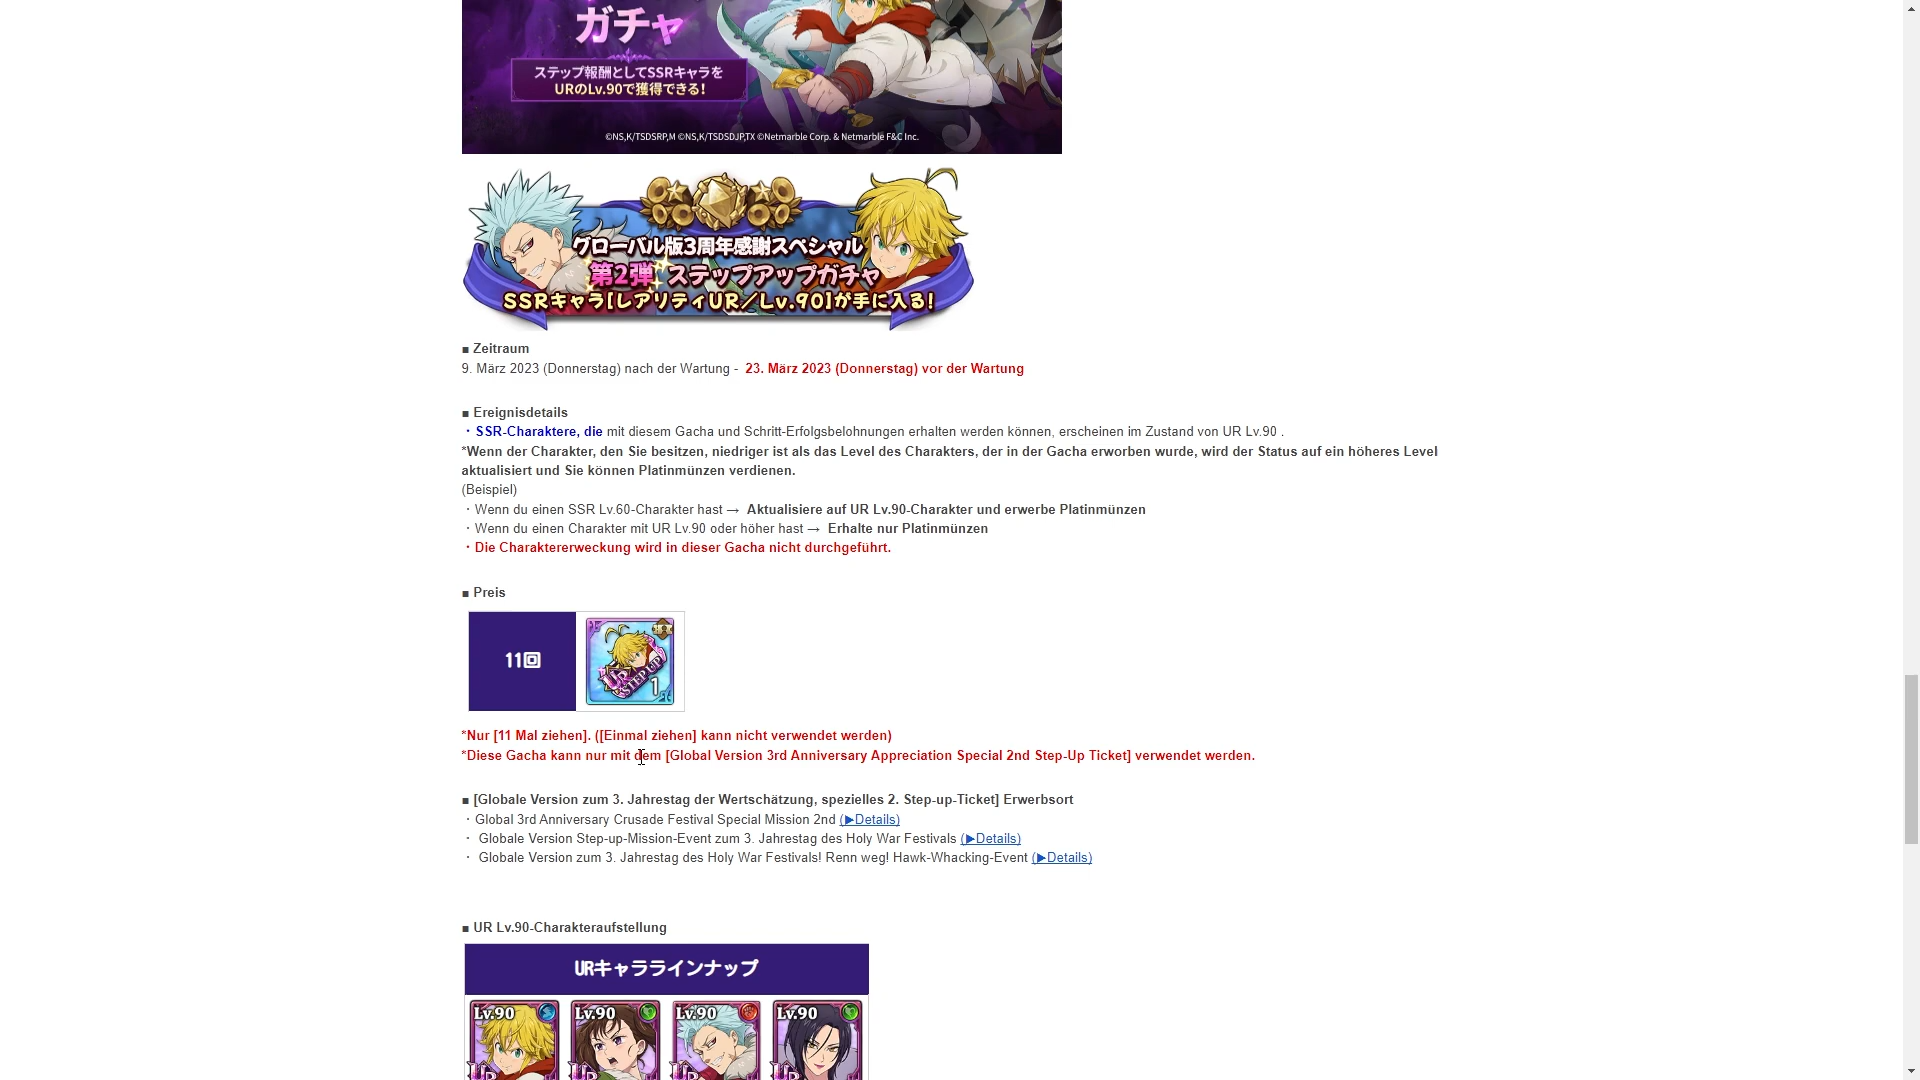 ガチャ
ステップ報酬としてSSRキャラを
URのLv.90で獲得できる!
©NS,K/TSDSRP,M ©NS,K/TSDSDJP,TX ©Netmarble Corp. & Netmarble F&C Inc.
グローバル版3周年感謝スペシャル
第2弾 ステップアップガチャ
SSRキャラ[レアリティUR/Lv.90]が手に入る!
■ Zeitraum
9. März 2023 (Donnerstag) nach der Wartung - 23. März 2023 (Donnerstag) vor der Wartung
■ Ereignisdetails
・SSR-Charaktere, die mit diesem Gacha und Schritt-Erfolgsbelohnungen erhalten werden können, erscheinen im Zustand von UR Lv.90 .
*Wenn der Charakter, den Sie besitzen, niedriger ist als das Level des Charakters, der in der Gacha erworben wurde, wird der Status auf ein höheres Level
aktualisiert und Sie können Platinmünzen verdienen.
(Beispiel)
・Wenn du einen SSR Lv.60-Charakter hast → Aktualisiere auf UR Lv.90-Charakter und erwerbe Platinmünzen
・Wenn du einen Charakter mit UR Lv.90 oder höher hast → Erhalte nur Platinmünzen
・Die Charaktererweckung wird in dieser Gacha nicht durchgeführt.
■ Preis
11回
UR STEP UP
1
*Nur [11 Mal ziehen]. ([Einmal ziehen] kann nicht verwendet werden)
*Diese Gacha kann nur mit dem [Global Version 3rd Anniversary Appreciation Special 2nd Step-Up Ticket] verwendet werden.
■ [Globale Version zum 3. Jahrestag der Wertschätzung, spezielles 2. Step-up-Ticket] Erwerbsort
・Global 3rd Anniversary Crusade Festival Special Mission 2nd (▶Details)
・ Globale Version Step-up-Mission-Event zum 3. Jahrestag des Holy War Festivals (▶Details)
・ Globale Version zum 3. Jahrestag des Holy War Festivals! Renn weg! Hawk-Whacking-Event (▶Details)
■ UR Lv.90-Charakteraufstellung
URキャララインナップ
Lv.90 Lv.90 Lv.90 Lv.90
UR UR UR UR